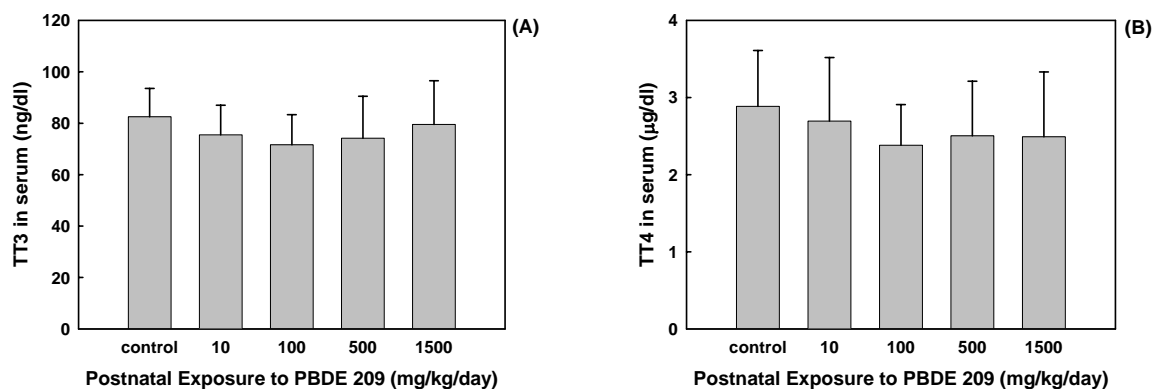 (A)
TT3 in serum (ng/dl)
120
100
80
60
40
20
0
control 10 100 500 1500
Postnatal Exposure to PBDE 209 (mg/kg/day)
(B)
TT4 in serum (µg/dl)
4
3
2
1
0
control 10 100 500 1500
Postnatal Exposure to PBDE 209 (mg/kg/day)